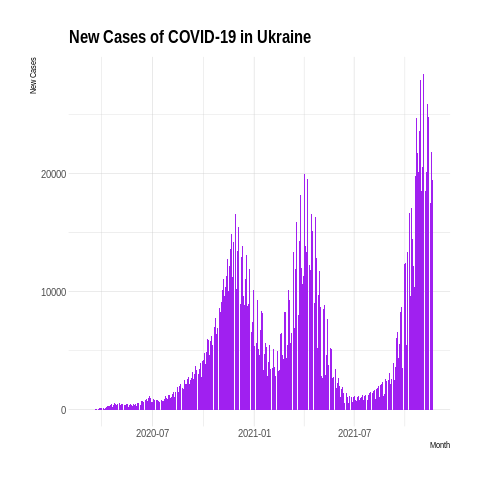 New Cases of COVID-19 in Ukraine
New Cases
20000
10000
0
2020-07
2021-01
2021-07
Month